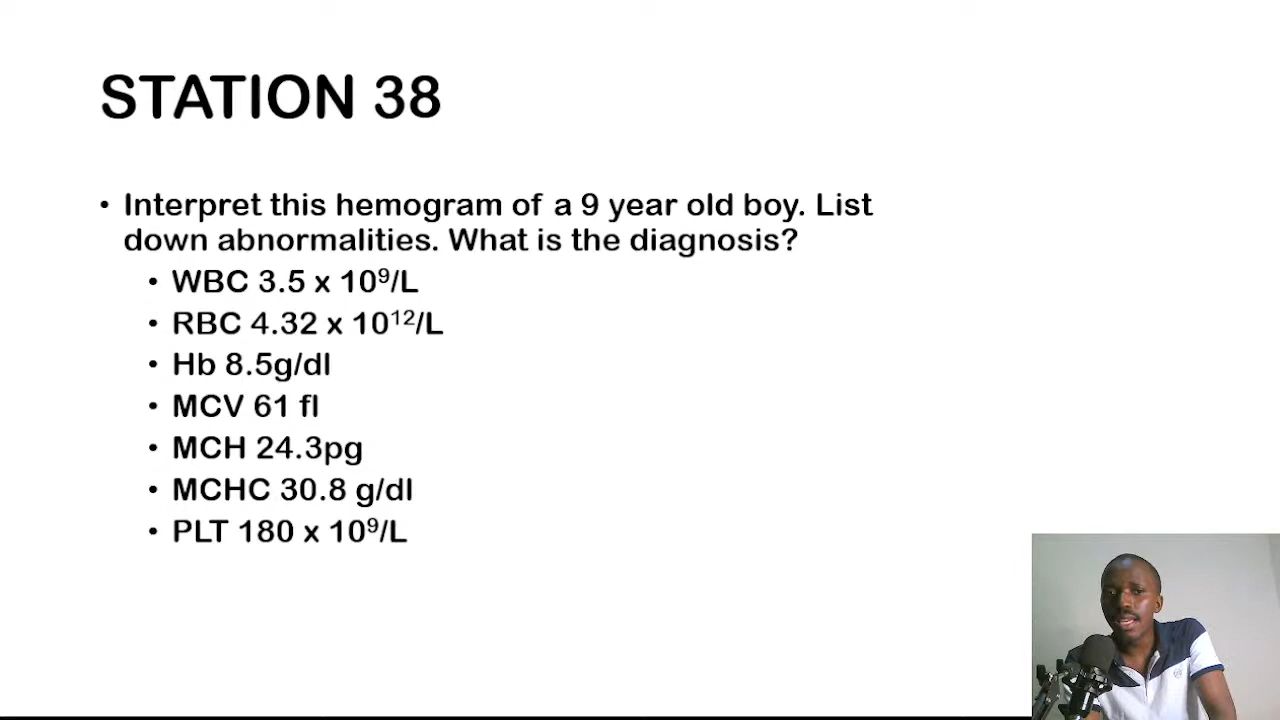 STATION 38
• Interpret this hemogram of a 9 year old boy. List
down abnormalities. What is the diagnosis?
• WBC 3.5 x 10⁹/L
• RBC 4.32 x 10¹²/L
• Hb 8.5g/dl
• MCV 61 fl
• MCH 24.3pg
• MCHC 30.8 g/dl
• PLT 180 x 10⁹/L